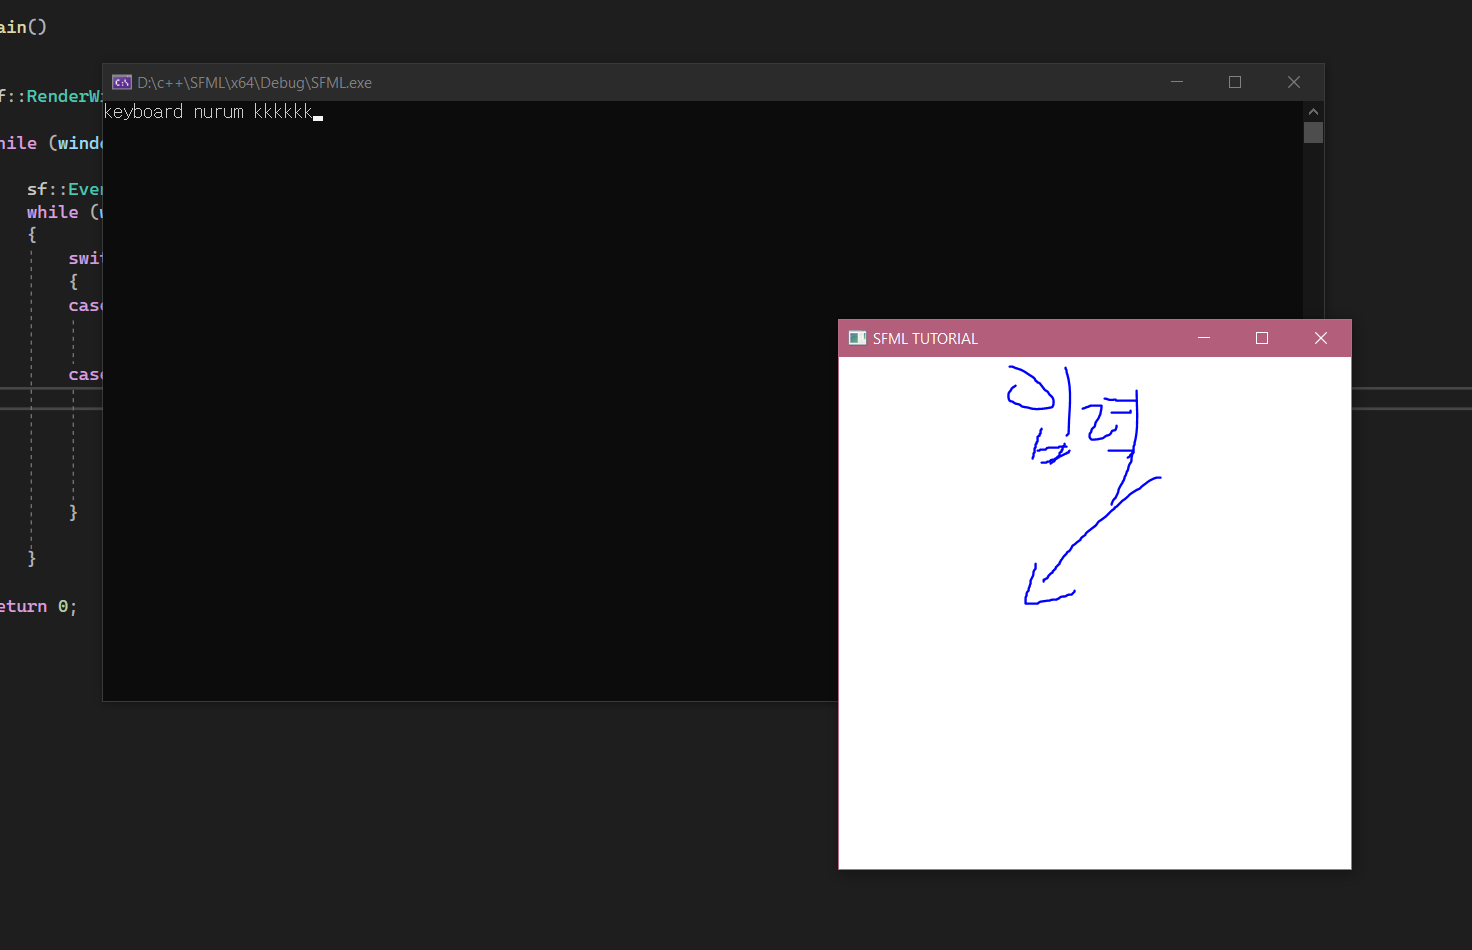 ain()
D:\c++\SFML\x64\Debug\SFML.exe
keyboard nurum kkkkkk
f::RenderWi
hile (windo
sf::Even
while (w
{
swit
{
case
case
}
}
eturn 0;
SFML TUTORIAL
입력